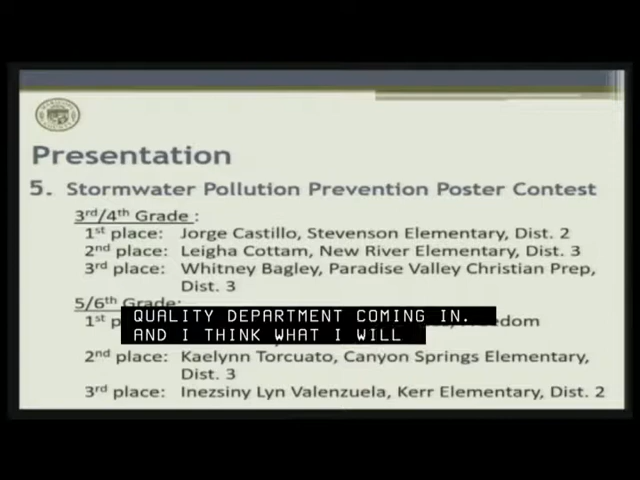 Presentation
5. Stormwater Pollution Prevention Poster Contest
3rd/4th Grade :
1st place: Jorge Castillo, Stevenson Elementary, Dist. 2
2nd place: Leigha Cottam, New River Elementary, Dist. 3
3rd place: Whitney Bagley, Paradise Valley Christian Prep,
Dist. 3
5/6th Grade:
QUALITY DEPARTMENT COMING IN.
AND I THINK WHAT I WILL
2nd place: Kaelynn Torcuato, Canyon Springs Elementary,
Dist. 3
3rd place: Inezsiny Lyn Valenzuela, Kerr Elementary, Dist. 2